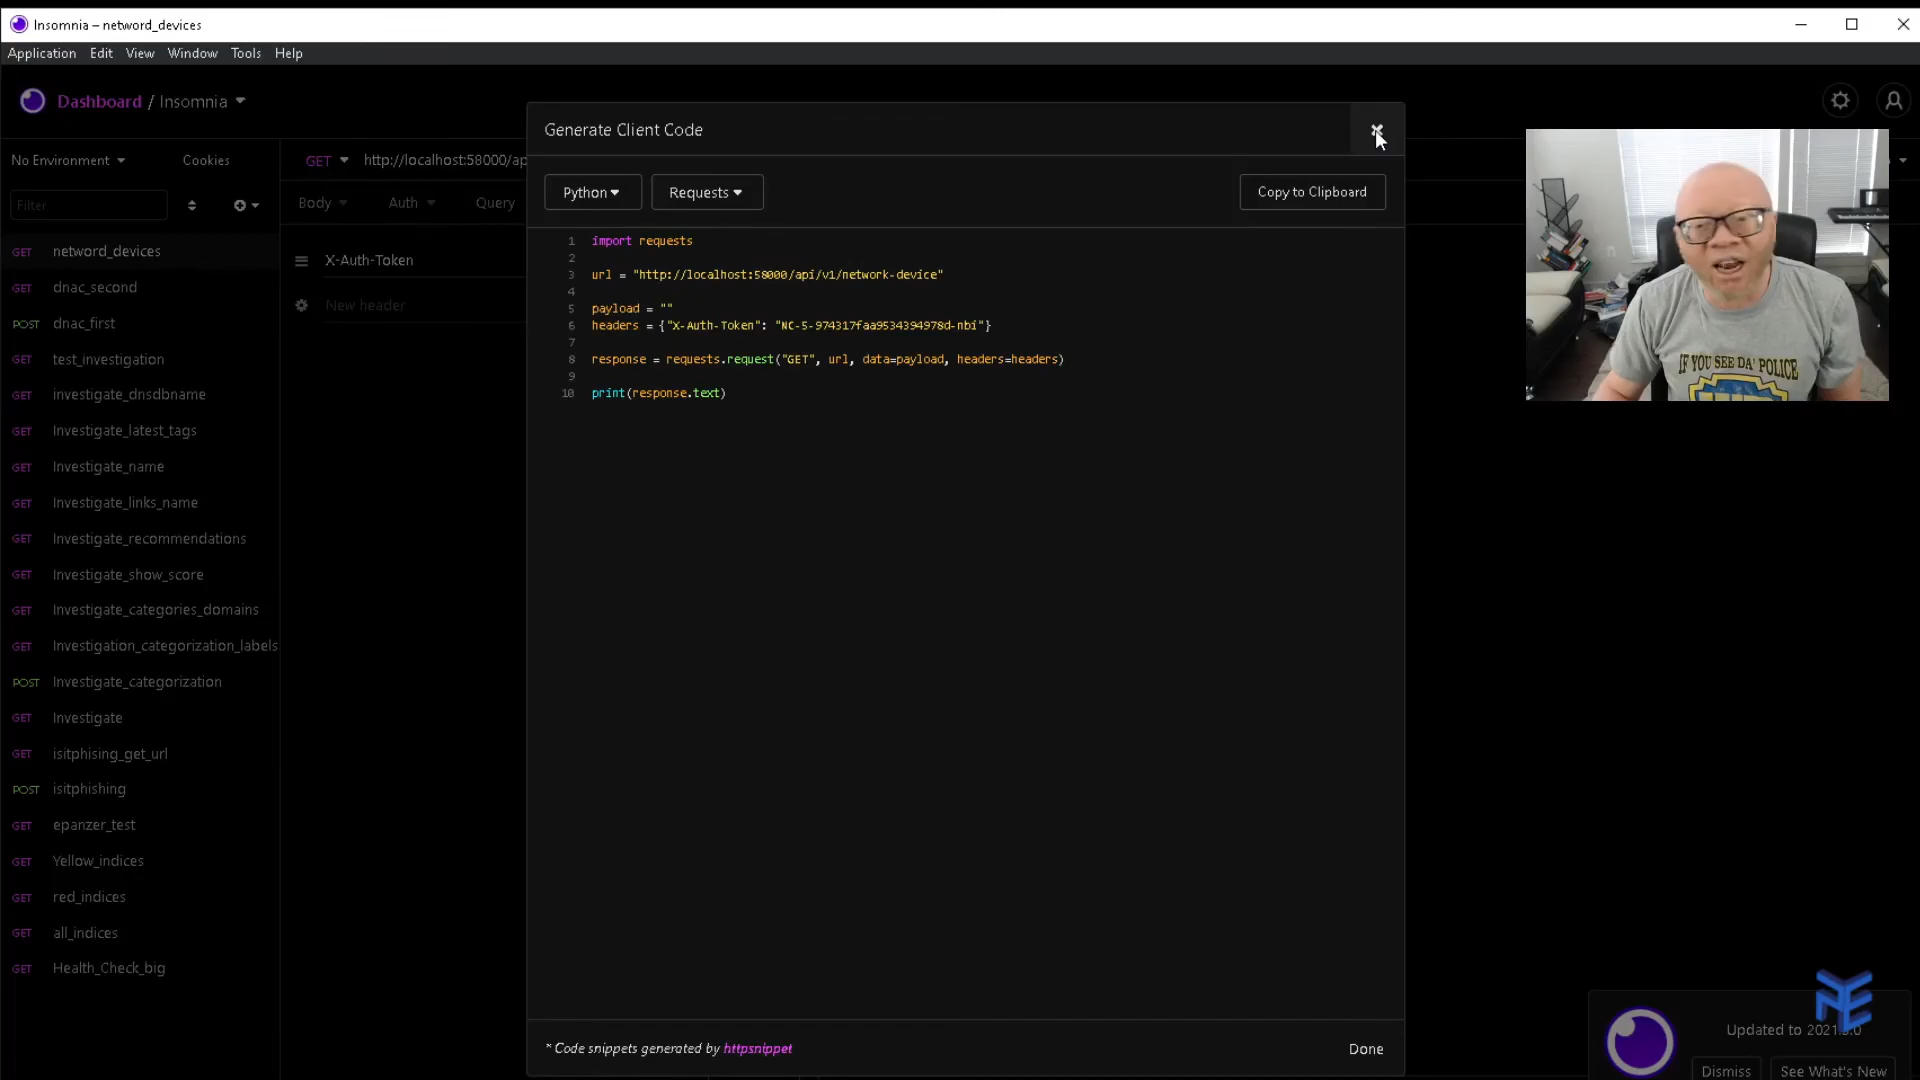 Insomnia – netword_devices
Application Edit View Window Tools Help
Dashboard / Insomnia
Generate Client Code
No Environment Cookies
GET http://localhost:58000/ap
Python Requests Copy to Clipboard
Filter
Body Auth Query
GET netword_devices
X-Auth-Token
New header
GET dnac_second
POST dnac_first
GET test_investigation
GET investigate_dnsdbname
GET Investigate_latest_tags
GET Investigate_name
GET Investigate_links_name
GET Investigate_recommendations
GET Investigate_show_score
GET Investigate_categories_domains
GET Investigation_categorization_labels
POST Investigate_categorization
GET Investigate
GET isitphising_get_url
POST isitphishing
GET epanzer_test
GET Yellow_indices
GET red_indices
GET all_indices
GET Health_Check_big
1 import requests
2
3 url = "http://localhost:58000/api/v1/network-device"
4
5 payload = ""
6 headers = {"X-Auth-Token": "NC-5-974317faa9534394978d-nbi"}
7
8 response = requests.request("GET", url, data=payload, headers=headers)
9
10 print(response.text)
* Code snippets generated by httpsnippet
Done
IF YOU SEE DA' POLICE
Updated to
Dismiss See What's New